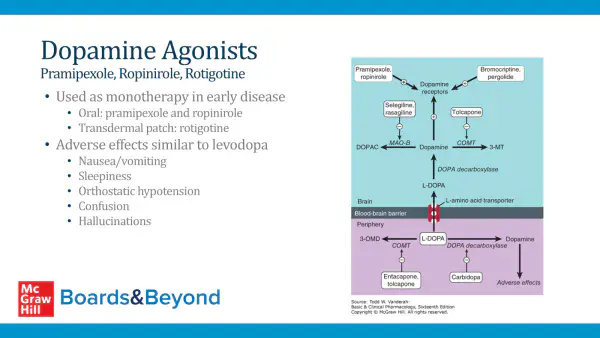 Dopamine Agonists
Pramipexole, Ropinirole, Rotigotine
• Used as monotherapy in early disease
• Oral: pramipexole and ropinirole
• Transdermal patch: rotigotine
• Adverse effects similar to levodopa
• Nausea/vomiting
• Sleepiness
• Orthostatic hypotension
• Confusion
• Hallucinations
Mc
Graw
Hill
Boards&Beyond
Pramipexole,
ropinirole
Bromocriptine,
pergolide
+
+
Dopamine
receptors
Selegiline,
rasagiline
Tolcapone
−
+
−
DOPAC
MAO-B
Dopamine
COMT
3-MT
DOPA decarboxylase
L-DOPA
Brain
L-amino acid transporter
Blood-brain barrier
Periphery
3-OMD
L-DOPA
Dopamine
COMT
DOPA decarboxylase
−
−
Entacapone,
tolcapone
Carbidopa
Adverse effects
Source: Todd W. Vanderah:
Basic & Clinical Pharmacology, Sixteenth Edition
Copyright © McGraw Hill. All rights reserved.